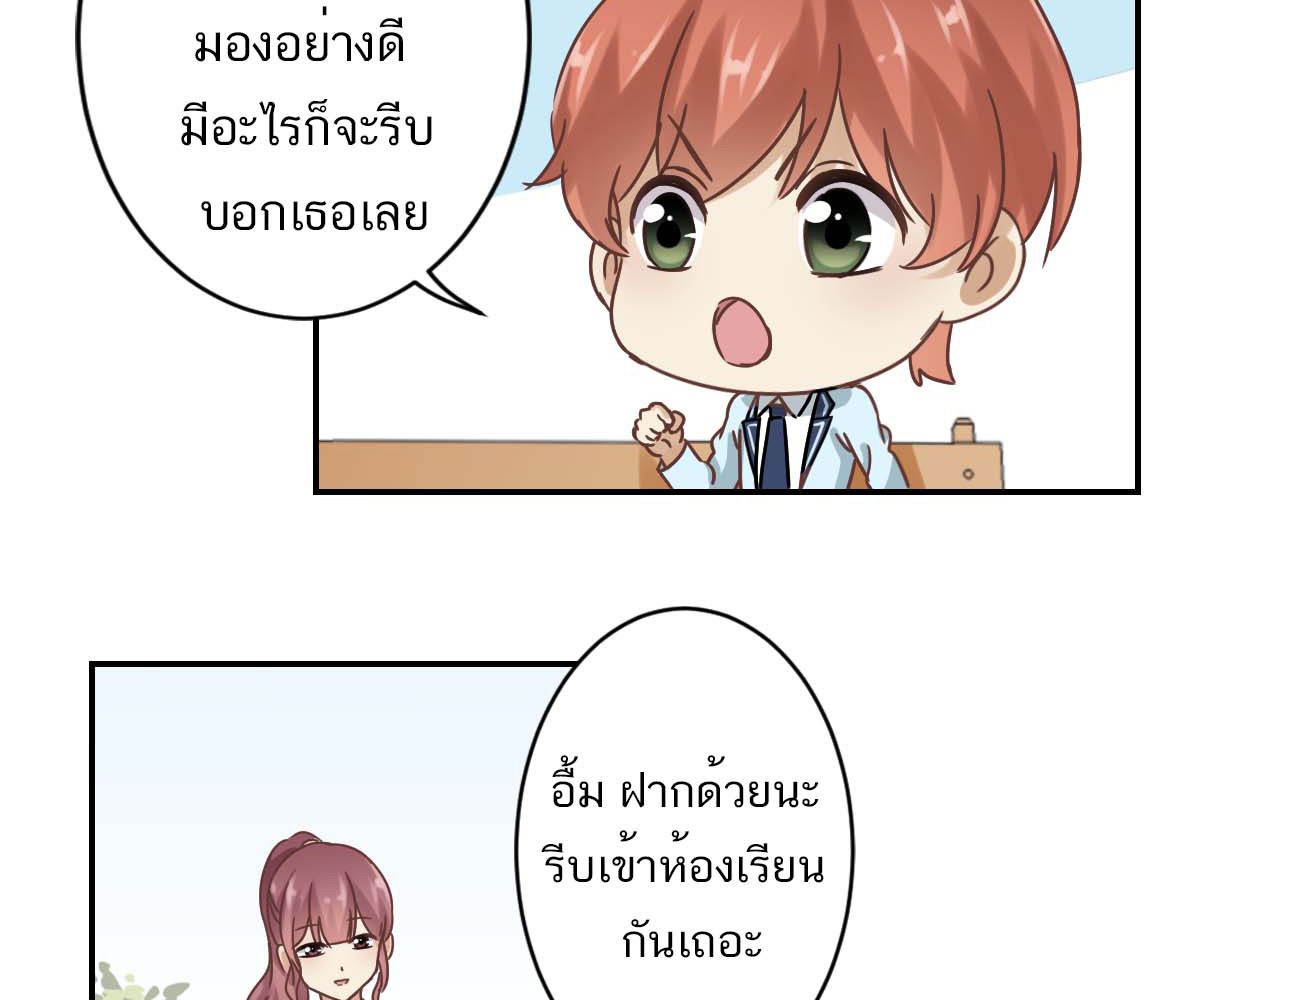 มองอย่างดี
มีอะไรก็จะรีบ
บอกเธอเลย
อื้ม ฝากด้วยนะ
รีบเข้าห้องเรียน
กันเถอะ